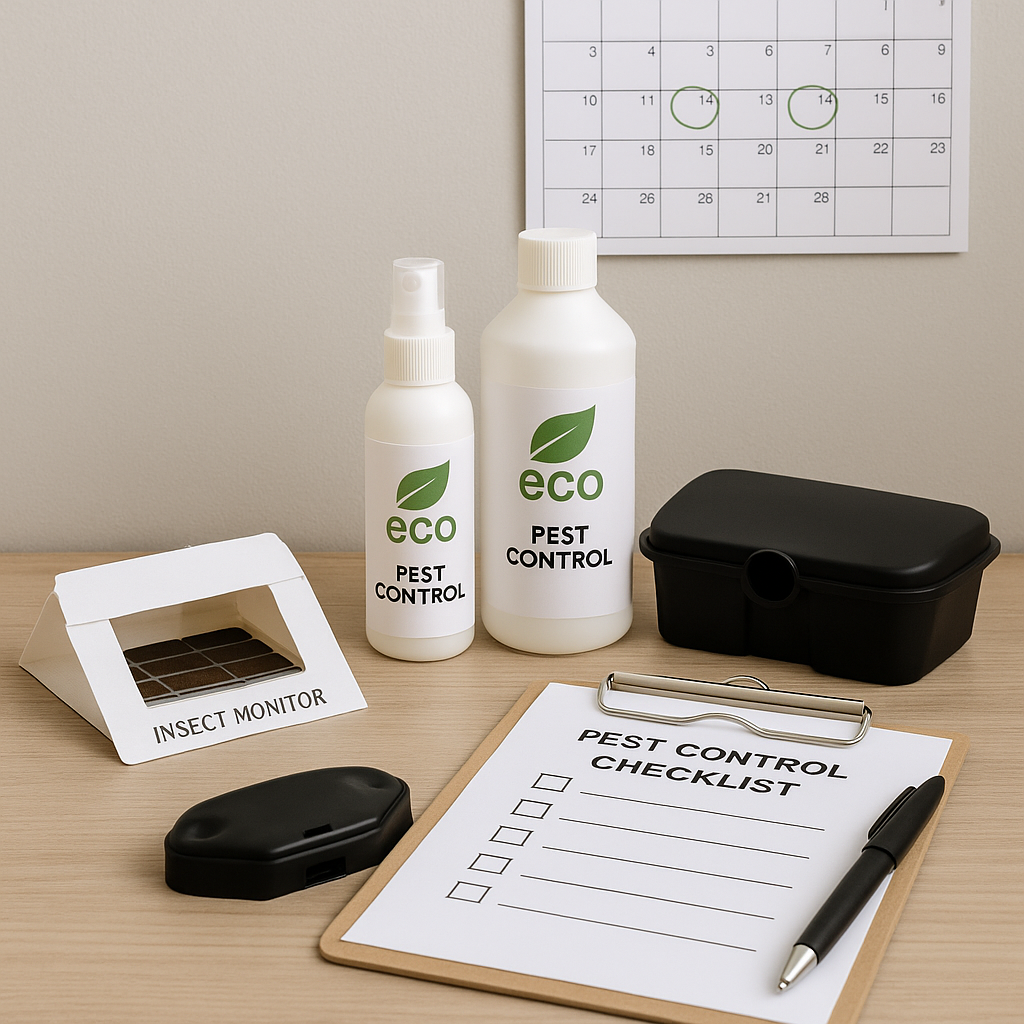 3 4 3 6 7 6 9
10 11 14 13 14 15 16
17 18 15 20 21 22 23
24 26 28 21 28
eco
PEST
CONTROL
eco
PEST
CONTROL
INSECT MONITOR
PEST CONTROL
CHECKLIST